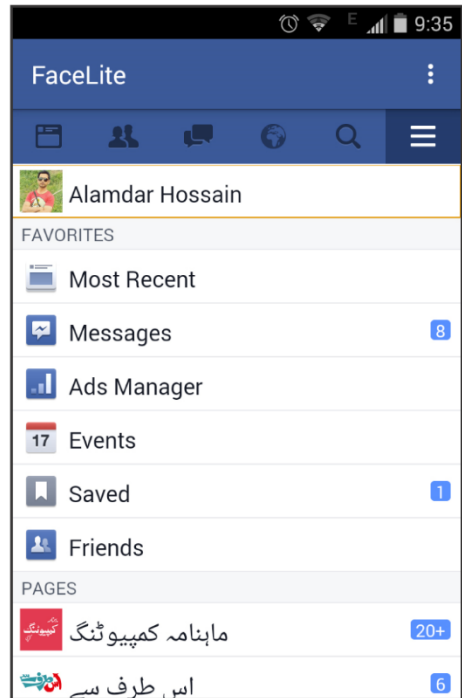 E 9:35
FaceLite
Alamdar Hossain
FAVORITES
Most Recent
Messages 8
Ads Manager
17 Events
Saved 1
Friends
PAGES
کمپیوٹنگ ماہنامہ کمپیوٹنگ 20+
اس طرف سے 6